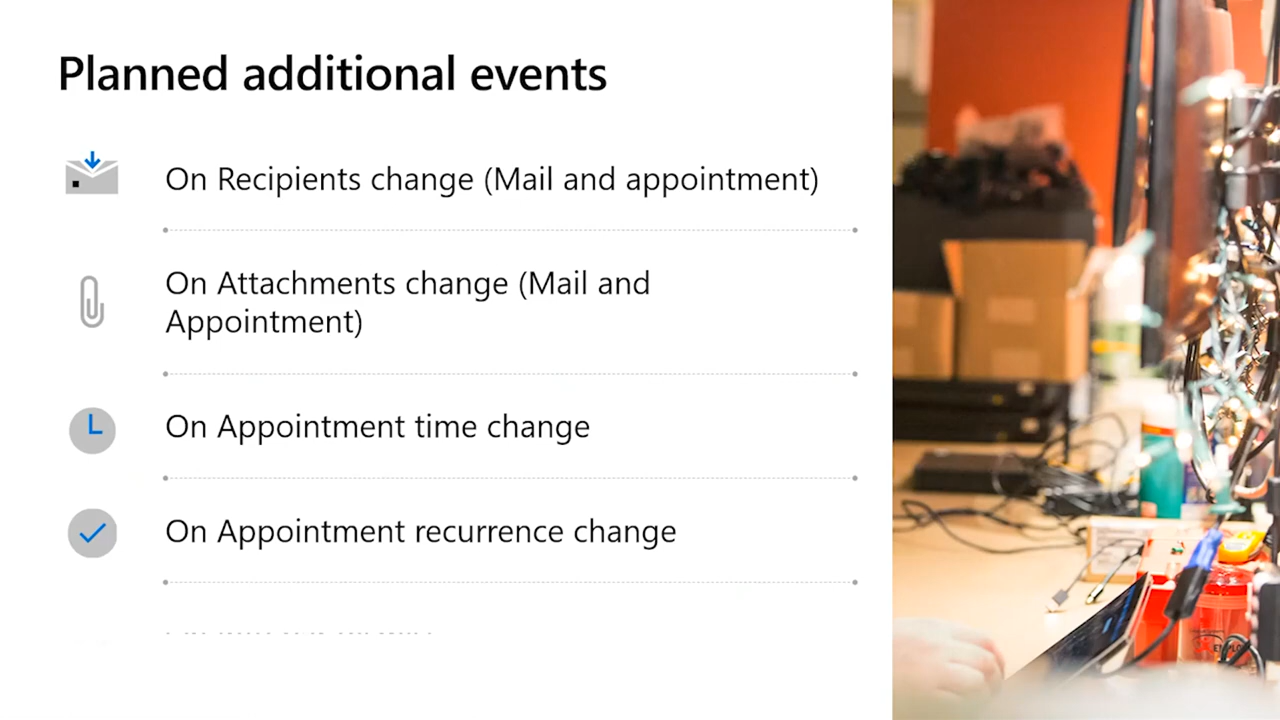 Planned additional events
On Recipients change (Mail and appointment)
On Attachments change (Mail and
Appointment)
On Appointment time change
On Appointment recurrence change